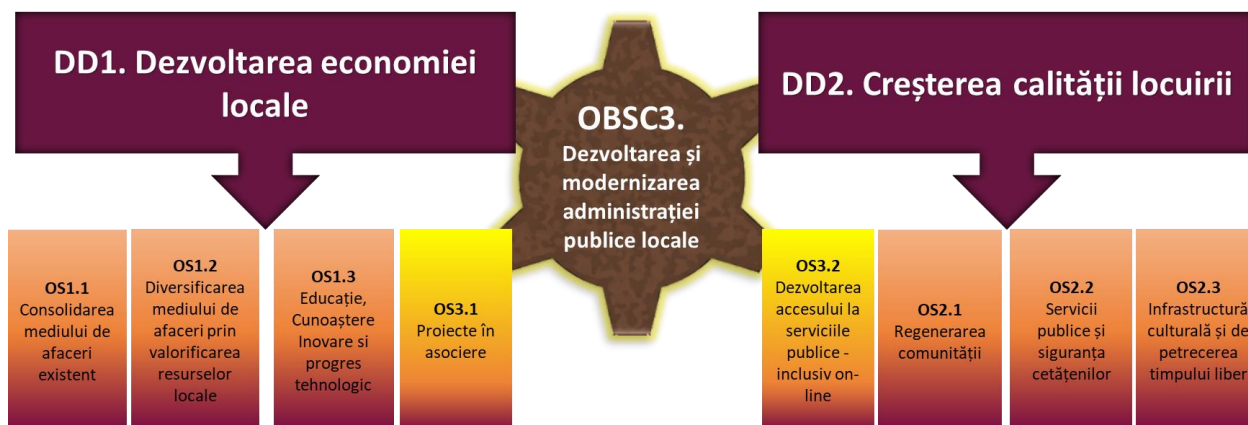 DD1. Dezvoltarea economiei
locale
OBSC3.
Dezvoltarea și
modernizarea
administrației
publice locale
DD2. Creșterea calității locuirii
OS1.1
Consolidarea
mediului de
afaceri
existent
OS1.2
Diversificarea
mediului de
afaceri prin
valorificarea
resurselor
locale
OS1.3
Educație,
Cunoaștere
Inovare si
progres
tehnologic
OS3.1
Proiecte în
asociere
OS3.2
Dezvoltarea
accesului la
serviciile
publice -
inclusiv on-
line
OS2.1
Regenerarea
comunității
OS2.2
Servicii
publice și
siguranța
cetățenilor
OS2.3
Infrastructură
culturală și de
petrecerea
timpului liber